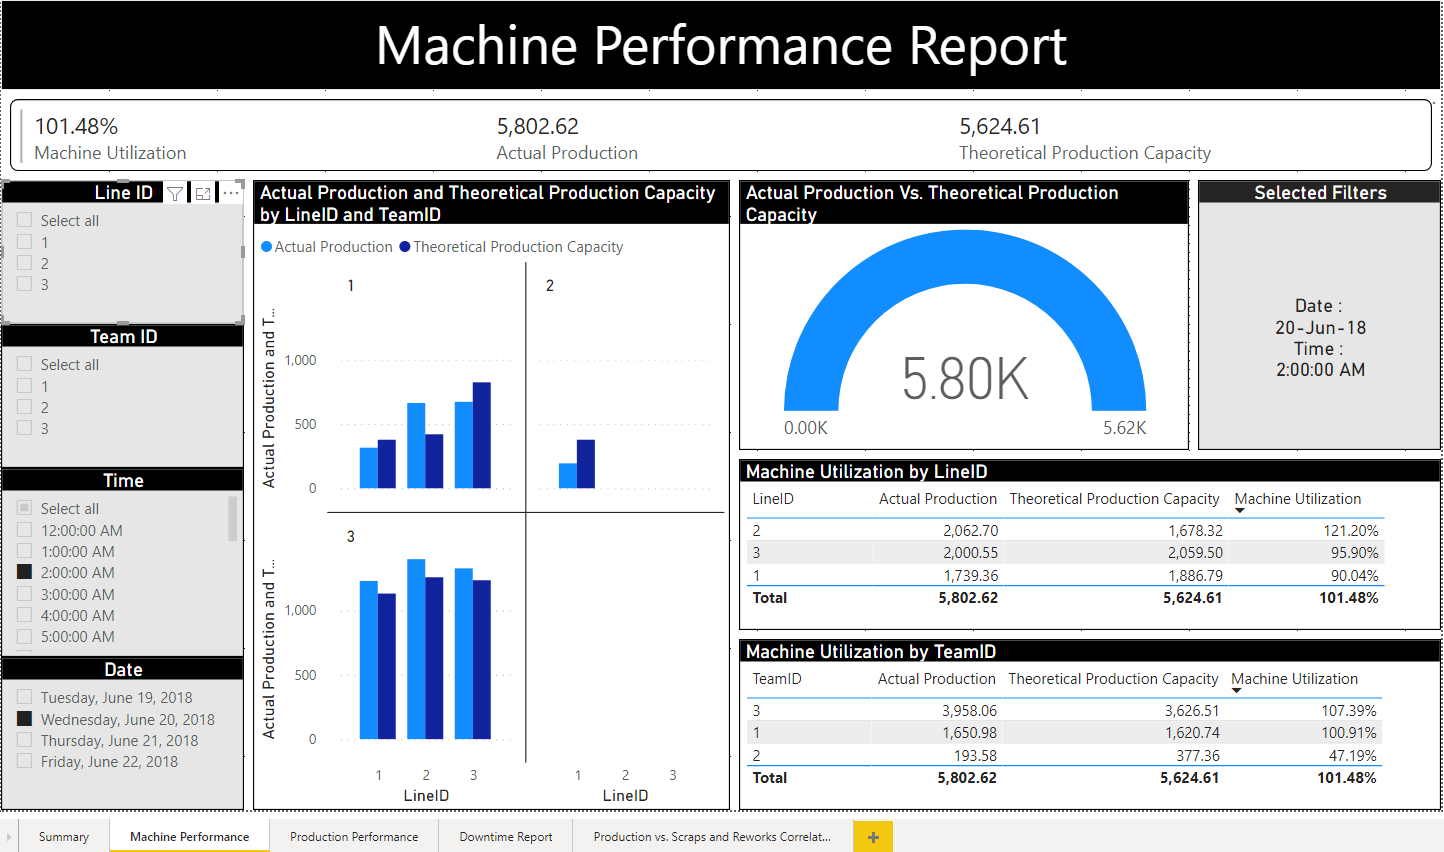 Machine Performance Report
101.48%
Machine Utilization
5,802.62
Actual Production
5,624.61
Theoretical Production Capacity
Line ID
Select all
1
2
3
Team ID
Select all
1
2
3
Time
Select all
12:00:00 AM
1:00:00 AM
2:00:00 AM
3:00:00 AM
4:00:00 AM
5:00:00 AM
Date
Tuesday, June 19, 2018
Wednesday, June 20, 2018
Thursday, June 21, 2018
Friday, June 22, 2018
Actual Production and Theoretical Production Capacity
by LineID and TeamID
Actual Production Theoretical Production Capacity
1
2
Actual Production and T...
1,000
500
0
3
Actual Production and T...
1,000
500
0
1 2 3
LineID
1 2 3
LineID
Actual Production Vs. Theoretical Production
Capacity
5.80K
0.00K
5.62K
Selected Filters
Date :
20-Jun-18
Time :
2:00:00 AM
Machine Utilization by LineID
LineID Actual Production Theoretical Production Capacity Machine Utilization
2 2,062.70 1,678.32 121.20%
3 2,000.55 2,059.50 95.90%
1 1,739.36 1,886.79 90.04%
Total 5,802.62 5,624.61 101.48%
Machine Utilization by TeamID
TeamID Actual Production Theoretical Production Capacity Machine Utilization
3 3,958.06 3,626.51 107.39%
1 1,650.98 1,620.74 100.91%
2 193.58 377.36 47.19%
Total 5,802.62 5,624.61 101.48%
Summary
Machine Performance
Production Performance
Downtime Report
Production vs. Scraps and Reworks Correlat...